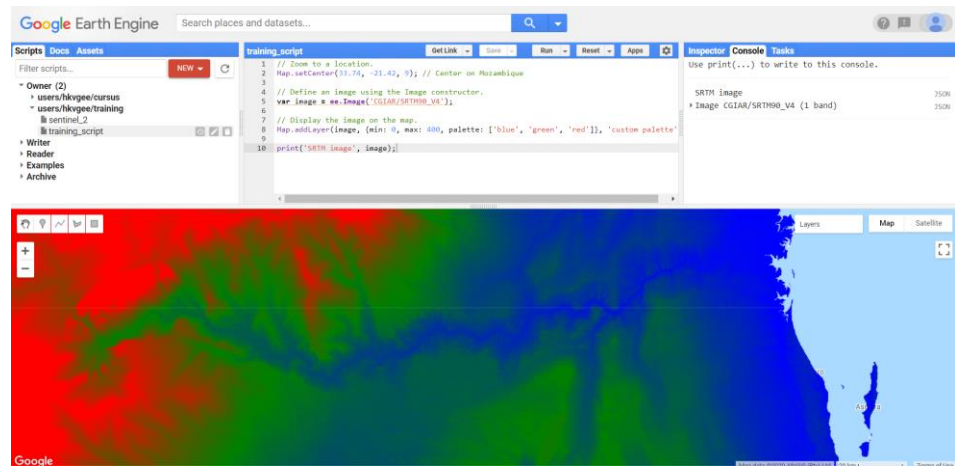 Google Earth Engine
Search places and datasets...
Scripts Docs Assets
Filter scripts...
NEW
Owner (2)
users/hkvgee/cursus
users/hkvgee/training
sentinel_2
training_script
Writer
Reader
Examples
Archive
training_script
Get Link
Save
Run
Reset
Apps
1 // Zoom to a location.
2 Map.setCenter(33.74, -21.42, 9); // Center on Mozambique
3
4 // Define an image using the Image constructor.
5 var image = ee.Image('CGIAR/SRTM90_V4');
6
7 // Display the image on the map.
8 Map.addLayer(image, {min: 0, max: 400, palette: ['blue', 'green', 'red']}, 'custom palette'
9
10 print('SRTM image', image);
Inspector Console Tasks
Use print(...) to write to this console.
SRTM image
JSON
Image CGIAR/SRTM90_V4 (1 band)
JSON
Layers
Map
Satellite
+
−
Google
20 km
Terms of Use